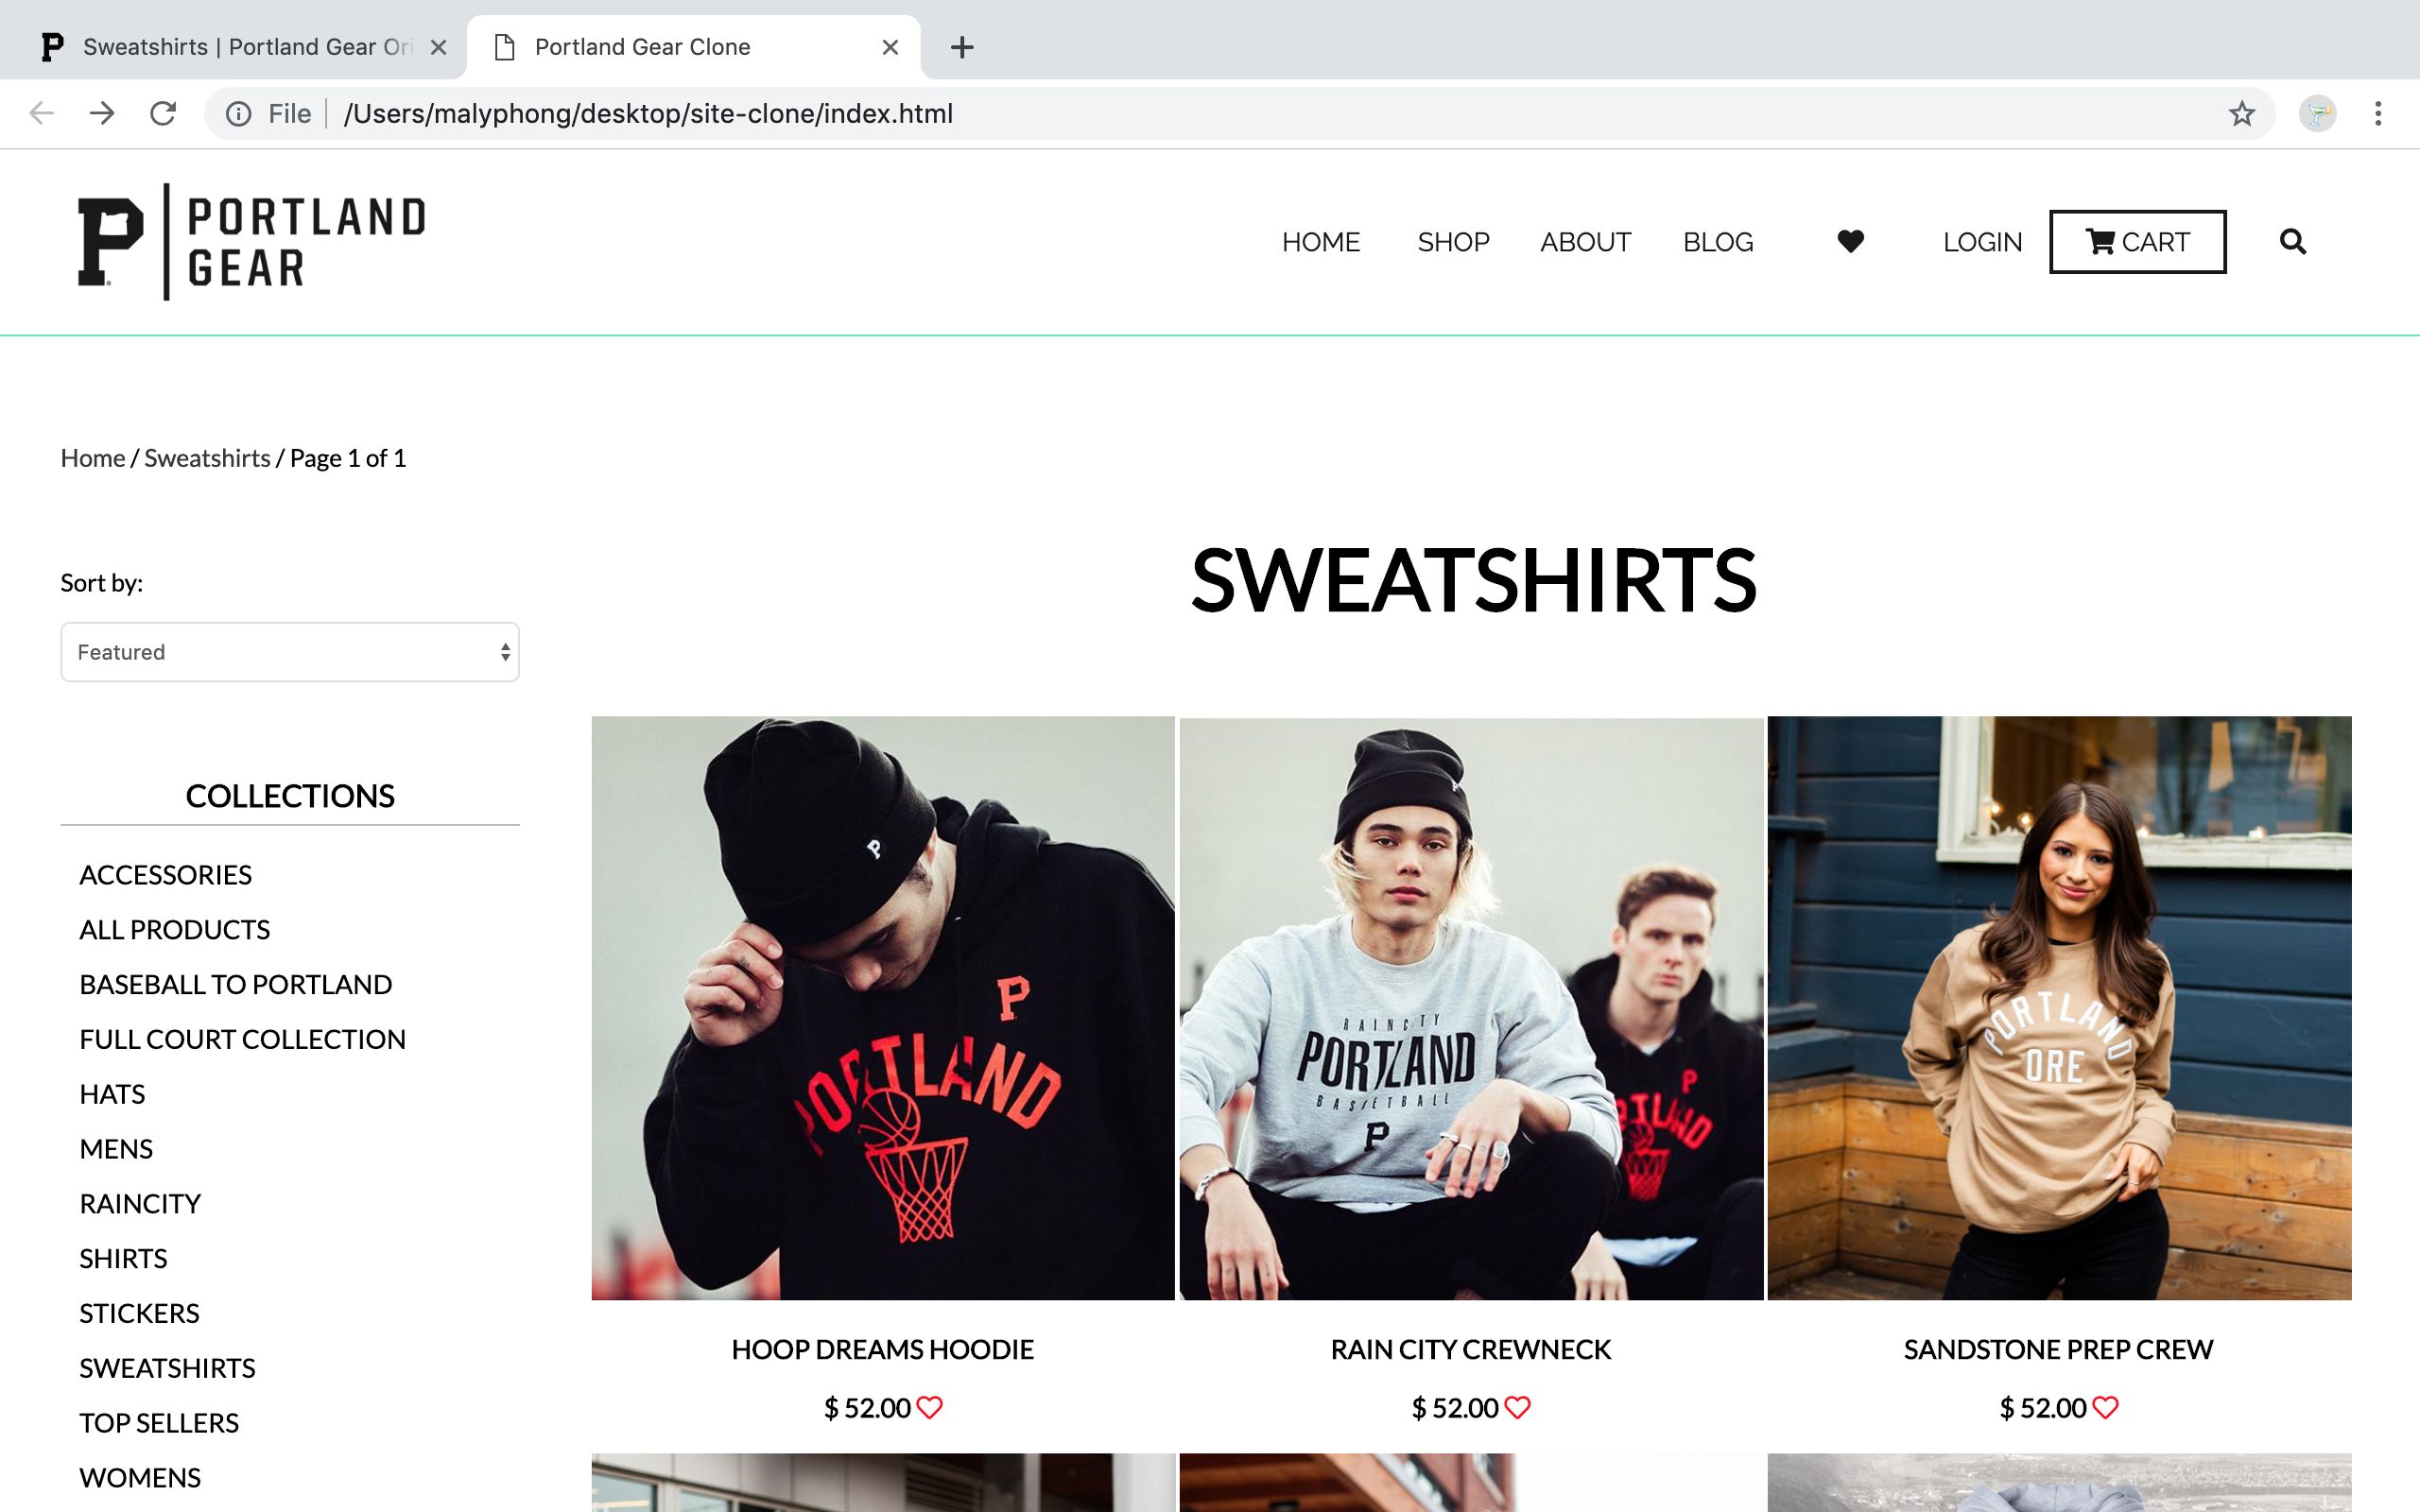 Sweatshirts | Portland Gear Ori
Portland Gear Clone
File
/Users/malyphong/desktop/site-clone/index.html
P PORTLAND
GEAR
HOME SHOP ABOUT BLOG LOGIN CART
Home / Sweatshirts / Page 1 of 1
SWEATSHIRTS
Sort by:
Featured
COLLECTIONS
ACCESSORIES
ALL PRODUCTS
BASEBALL TO PORTLAND
FULL COURT COLLECTION
HATS
MENS
RAINCITY
SHIRTS
STICKERS
SWEATSHIRTS
TOP SELLERS
WOMENS
P
P
PORTLAND
RAINCITY
PORTLAND
BASKETBALL
P
P
PORTLAND
ORE
HOOP DREAMS HOODIE
$ 52.00
RAIN CITY CREWNECK
$ 52.00
SANDSTONE PREP CREW
$ 52.00